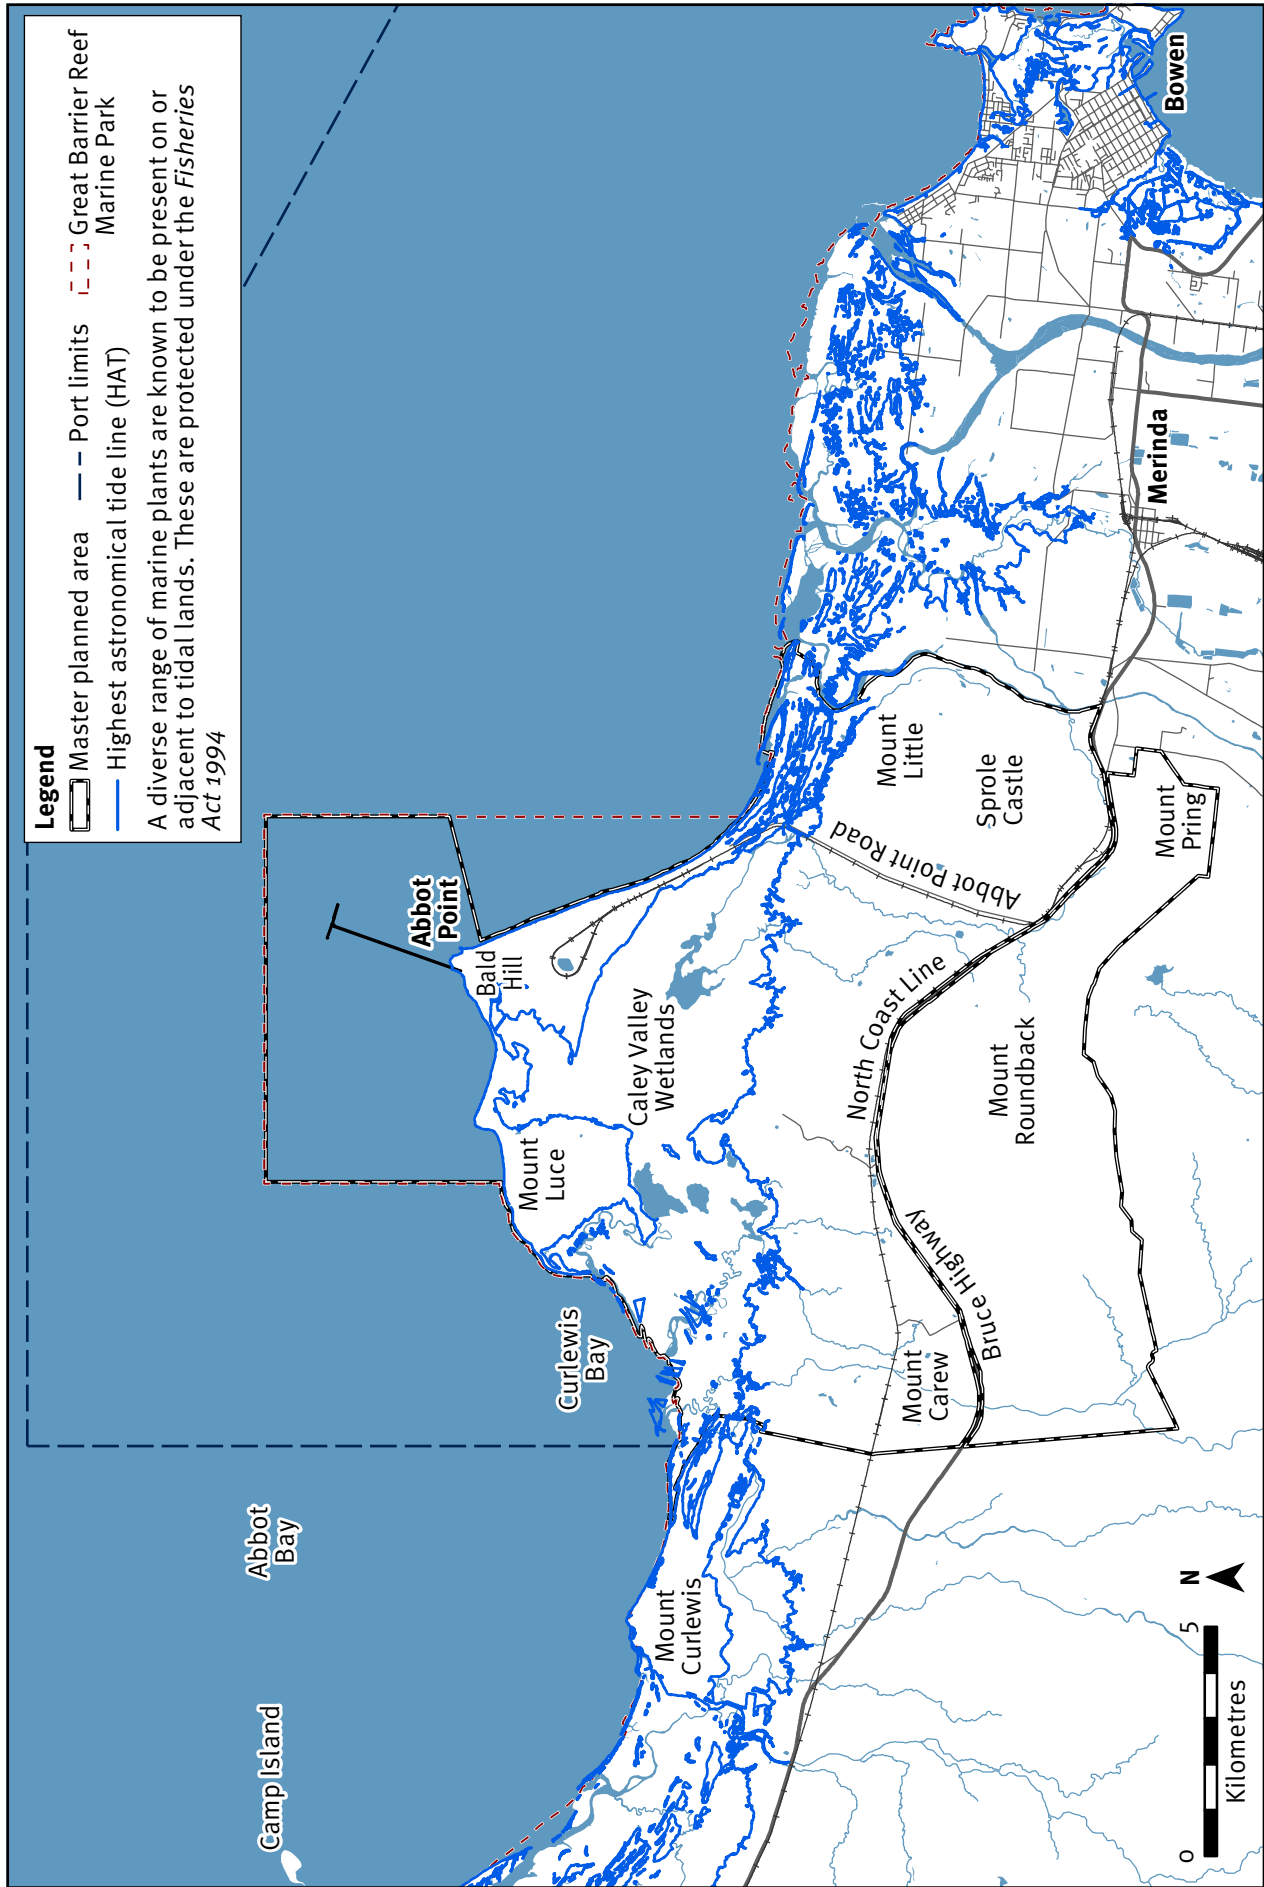 Legend
Master planned area
Port limits
Great Barrier Reef
Marine Park
Highest astronomical tide line (HAT)
A diverse range of marine plants are known to be present on or
adjacent to tidal lands. These are protected under the Fisheries
Act 1994
Camp Island
Abbot
Bay
Curlewis
Bay
Abbot
Point
Bald
Hill
Mount
Luce
Caley Valley
Wetlands
Mount
Curlewis
Mount
Little
Sprole
Castle
Abbot Point Road
North Coast Line
Mount
Roundback
Bruce Highway
Mount
Carew
Mount
Pring
Merinda
Bowen
N
0
5
Kilometres